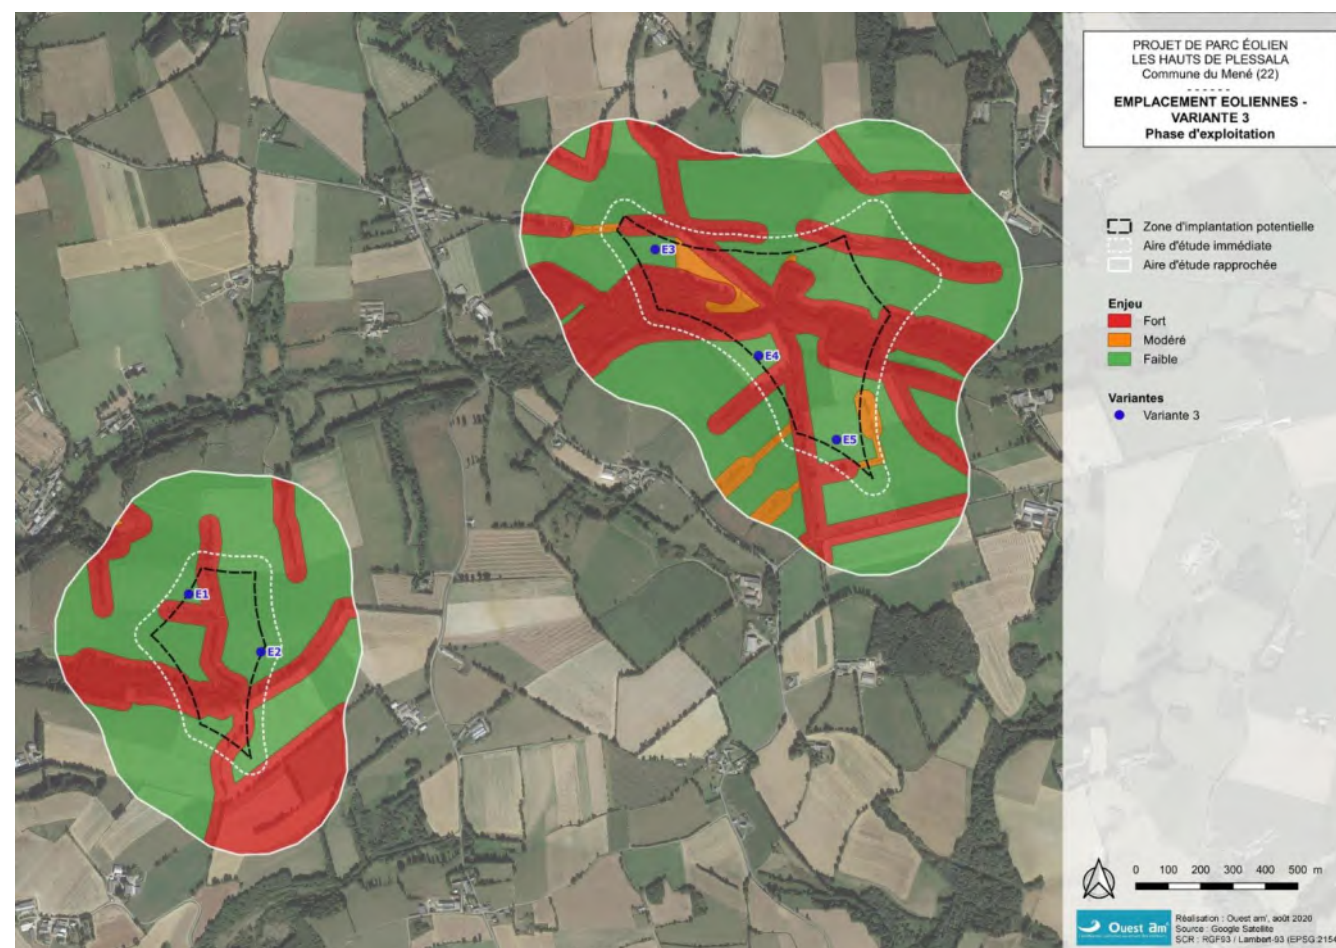 PROJET DE PARC ÉOLIEN
LES HAUTS DE PLESSALA
Commune du Mené (22)
------
EMPLACEMENT EOLIENNES -
VARIANTE 3
Phase d'exploitation
Zone d'implantation potentielle
Aire d'étude immédiate
Aire d'étude rapprochée
Enjeu
Fort
Modéré
Faible
Variantes
Variante 3
E3
E4
E5
E1
E2
0 100 200 300 400 500 m
Ouest am'
Réalisation : Ouest am', août 2020
Source : Google Satellite
SCR : RGF93 / Lambert-93 (EPSG:2154